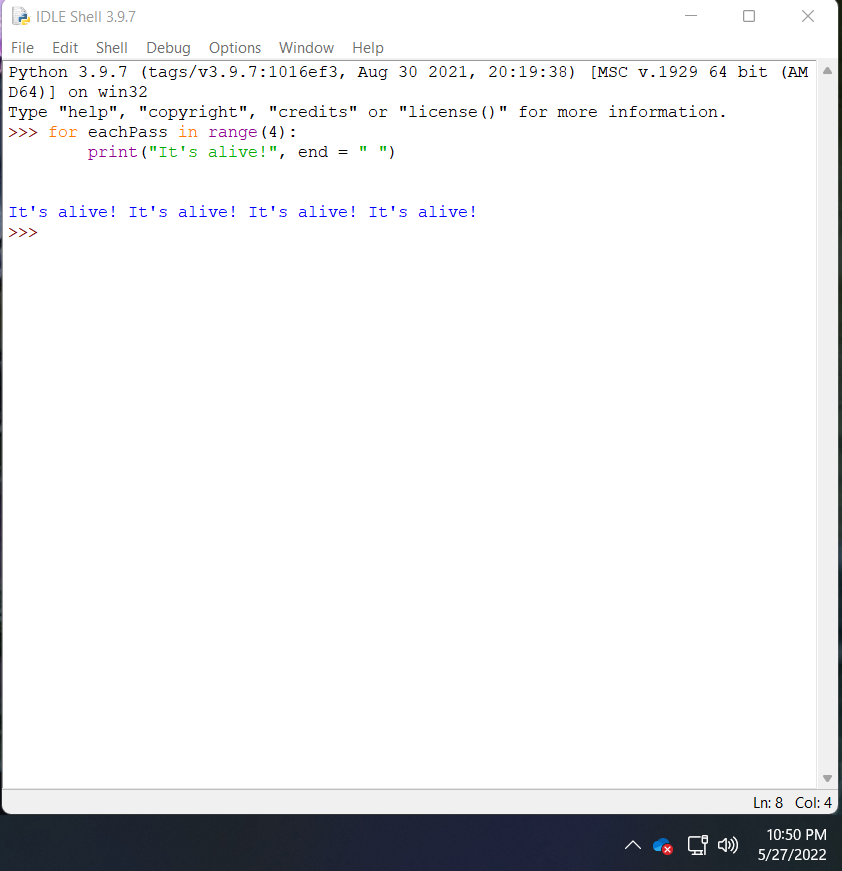 IDLE Shell 3.9.7
File Edit Shell Debug Options Window Help
Python 3.9.7 (tags/v3.9.7:1016ef3, Aug 30 2021, 20:19:38) [MSC v.1929 64 bit (AM
D64)] on win32
Type "help", "copyright", "credits" or "license()" for more information.
>>> for eachPass in range(4):
        print("It's alive!", end = " ")
It's alive! It's alive! It's alive! It's alive!
>>>
Ln: 8 Col: 4
10:50 PM
5/27/2022